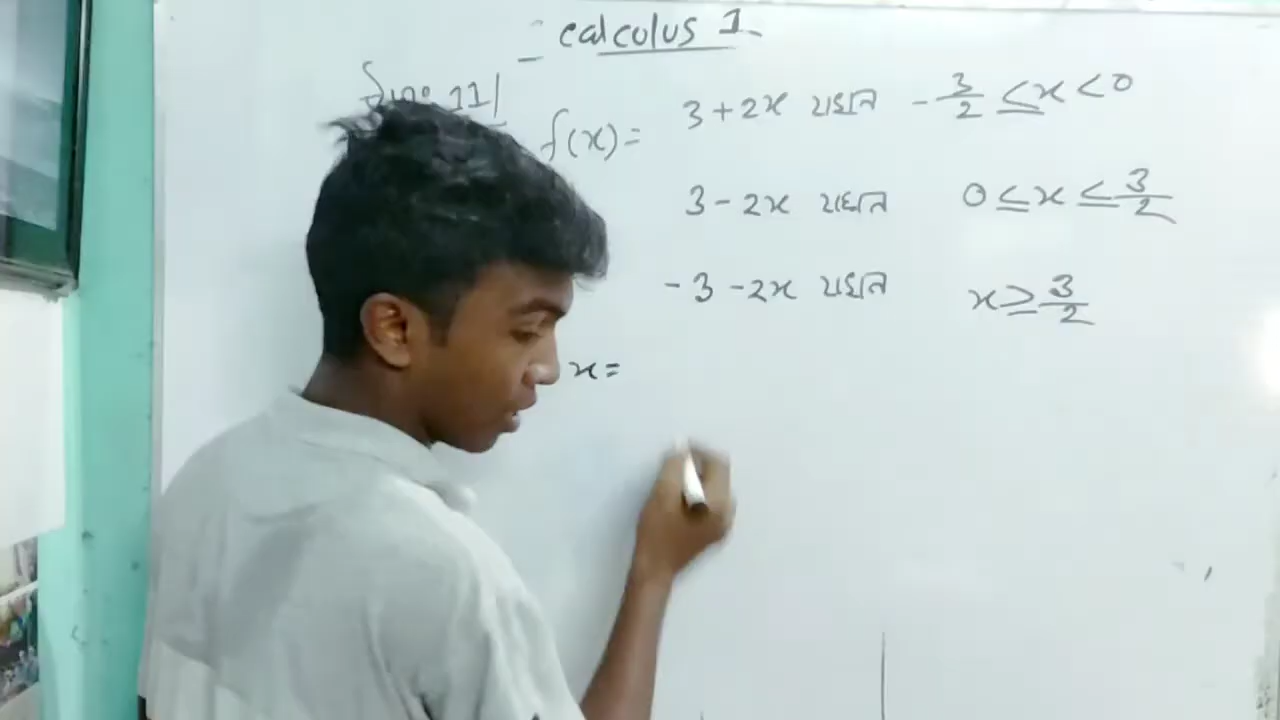 - calculus 1 -
11|
f(x) =
3 + 2x যখন - 3/2 ≤ x < 0
3 - 2x যখন 0 ≤ x ≤ 3/2
- 3 - 2x যখন x ≥ 3/2
x =